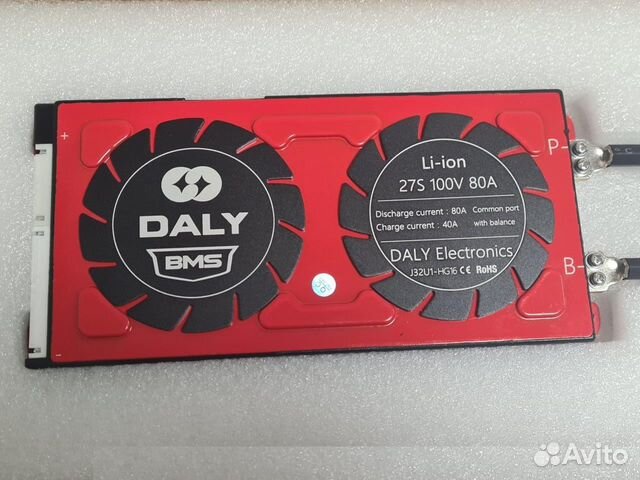 DALY
BMS
Li-ion
27S 100V 80A
Discharge current : 80A
Charge current : 40A
Common port
with balance
DALY Electronics
J32U1-HG16 CE RoHS
P-
B-
+
-
Avito